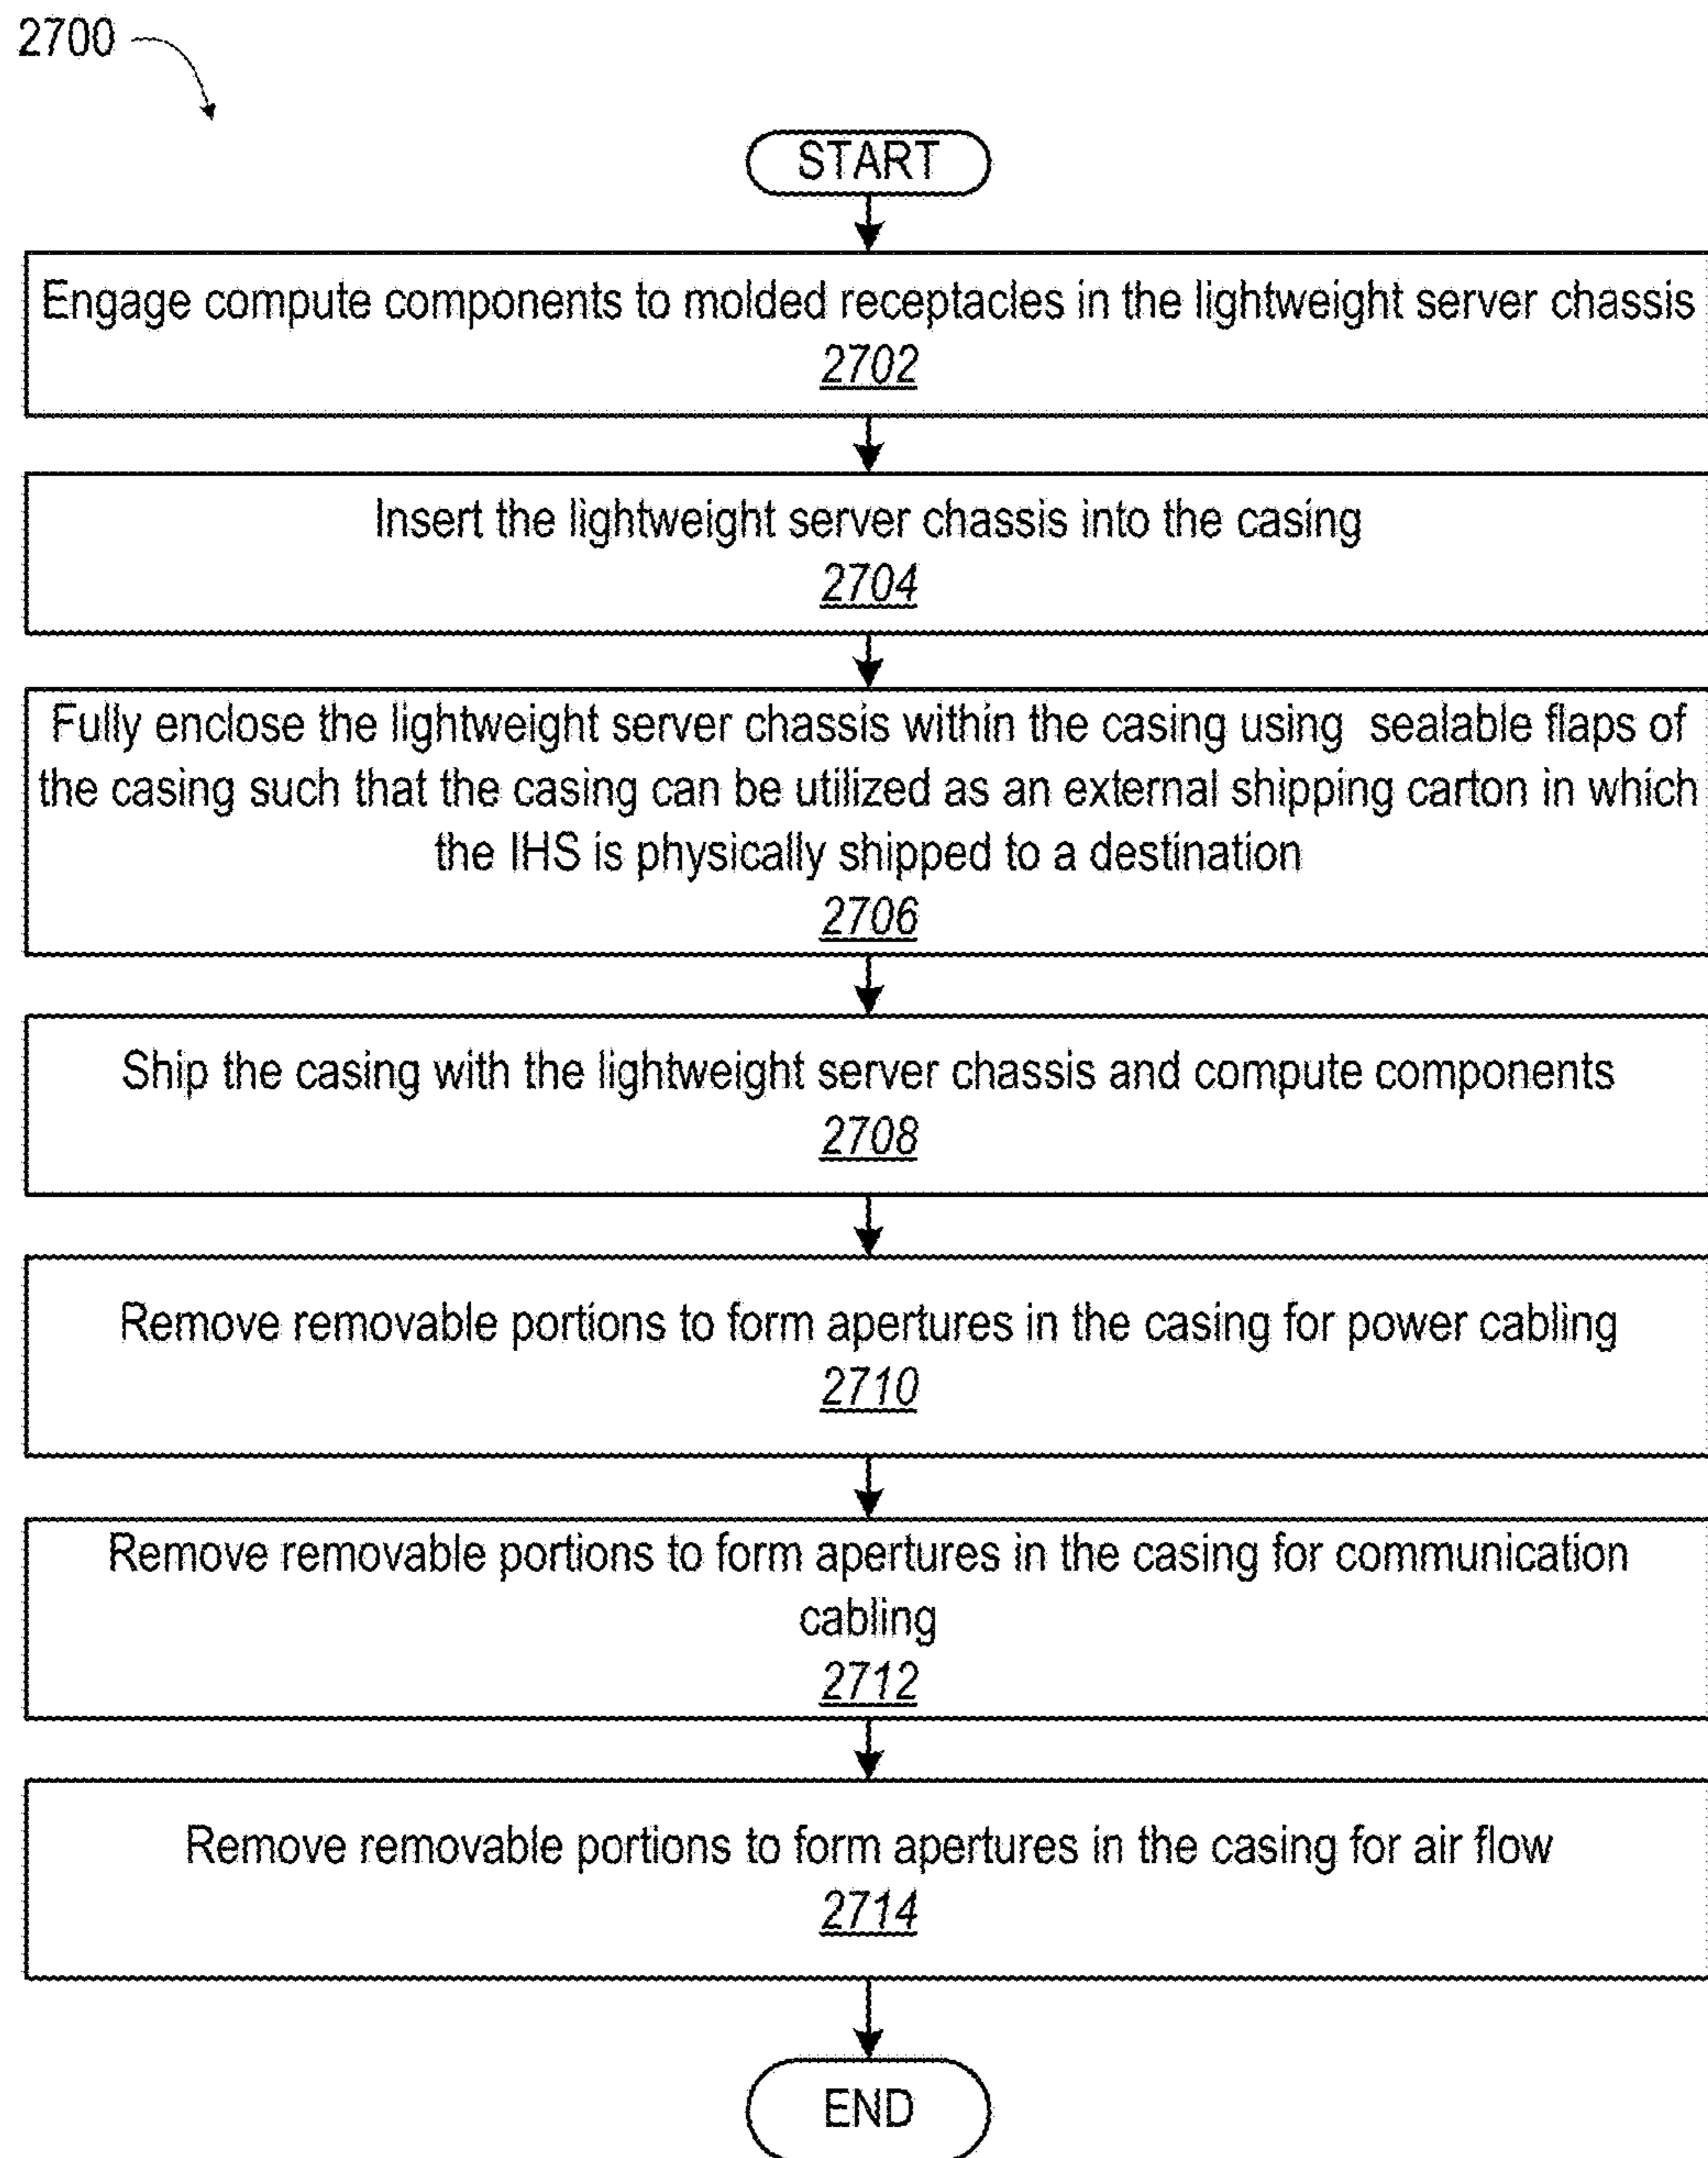 2700
START
Engage compute components to molded receptacles in the lightweight server chassis
2702
Insert the lightweight server chassis into the casing
2704
Fully enclose the lightweight server chassis within the casing using sealable flaps of
the casing such that the casing can be utilized as an external shipping carton in which
the IHS is physically shipped to a destination
2706
Ship the casing with the lightweight server chassis and compute components
2708
Remove removable portions to form apertures in the casing for power cabling
2710
Remove removable portions to form apertures in the casing for communication
cabling
2712
Remove removable portions to form apertures in the casing for air flow
2714
END